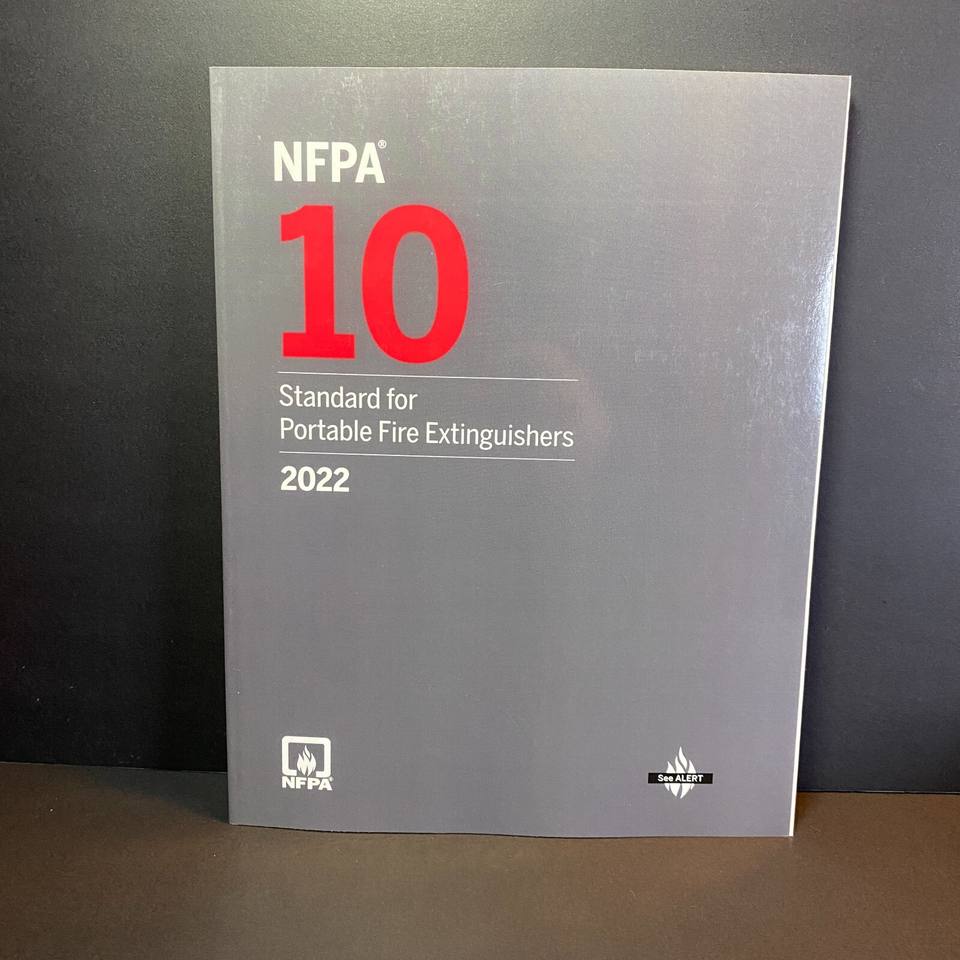 NFPA®
10
Standard for
Portable Fire Extinguishers
2022
NFPA®
See ALERT